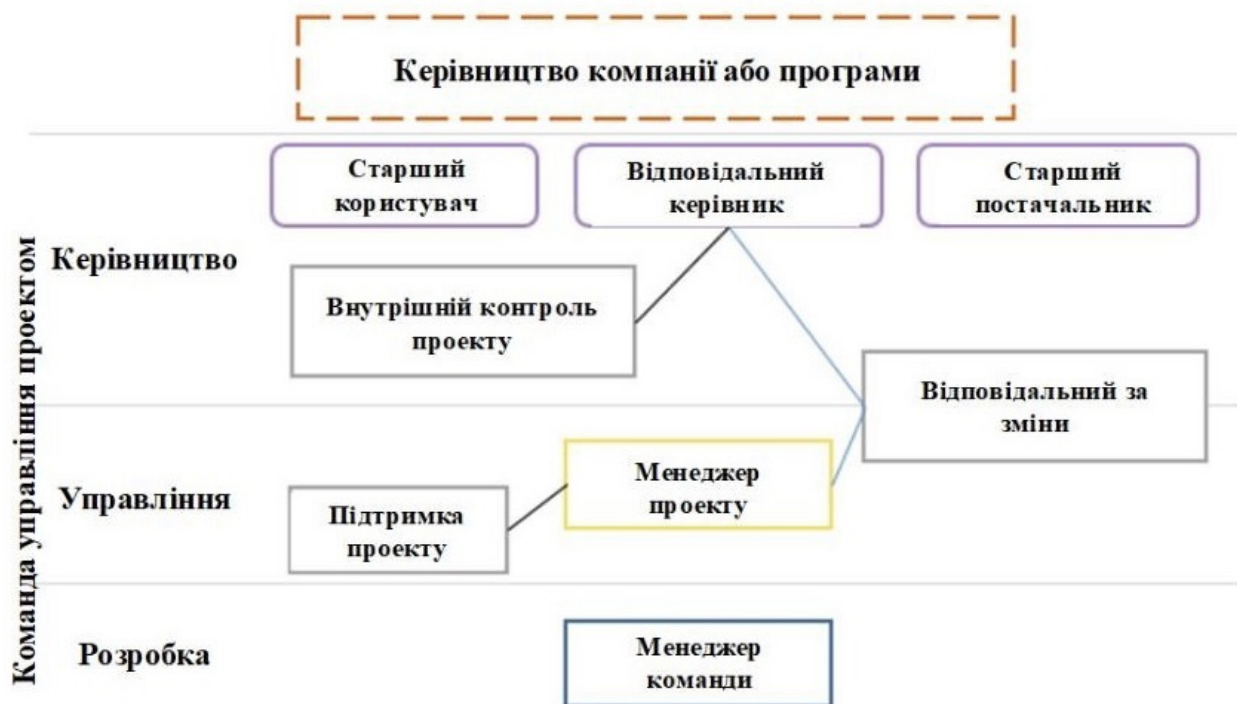 Керівництво компанії або програми
Старший
користувач
Відповідальний
керівник
Старший
постачальник
Команда управління проектом
Керівництво
Внутрішній контроль
проекту
Відповідальний за
зміни
Управління
Менеджер
проекту
Підтримка
проекту
Розробка
Менеджер
команди